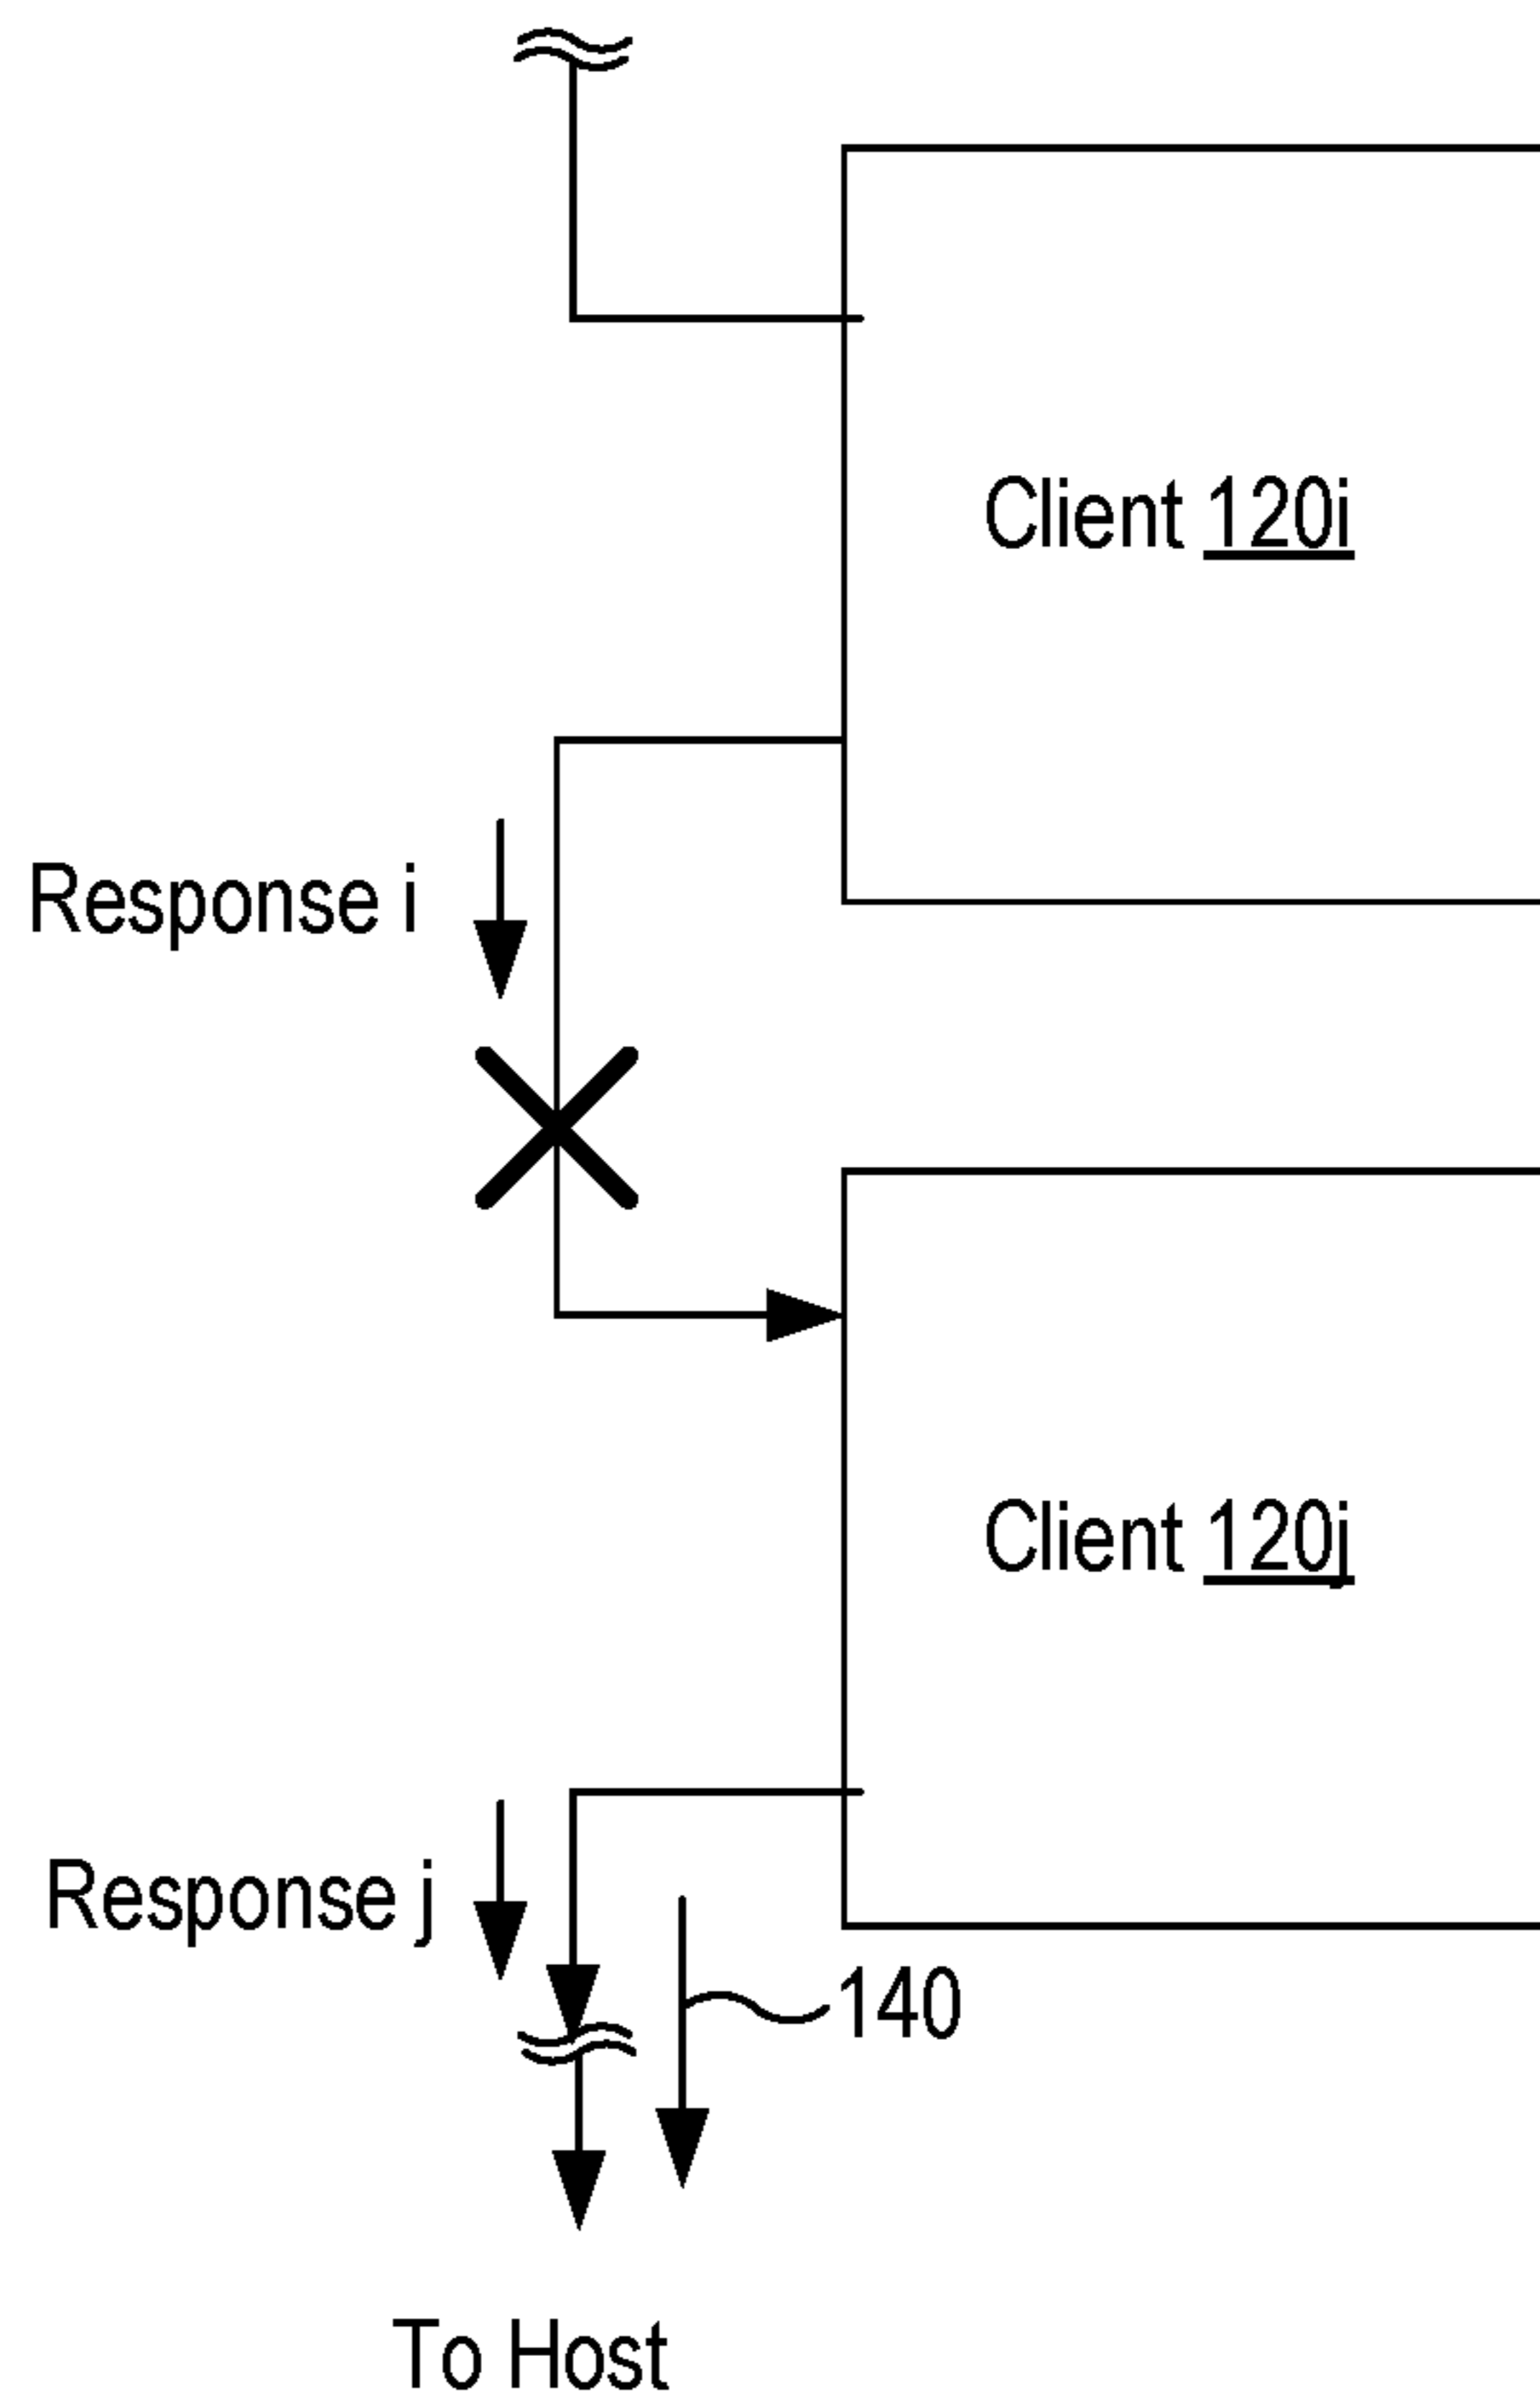 Client 120i
Response i
Client 120j
Response j
140
To Host